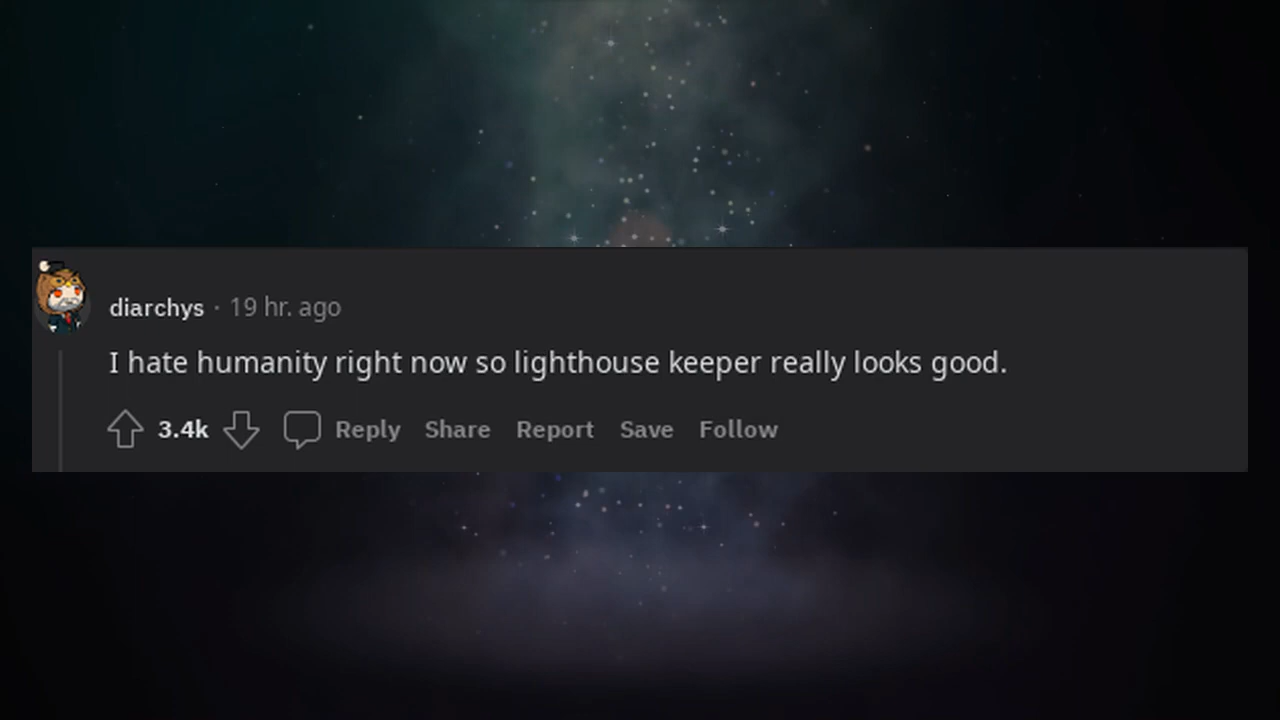 diarchys · 19 hr. ago
I hate humanity right now so lighthouse keeper really looks good.
3.4k Reply Share Report Save Follow